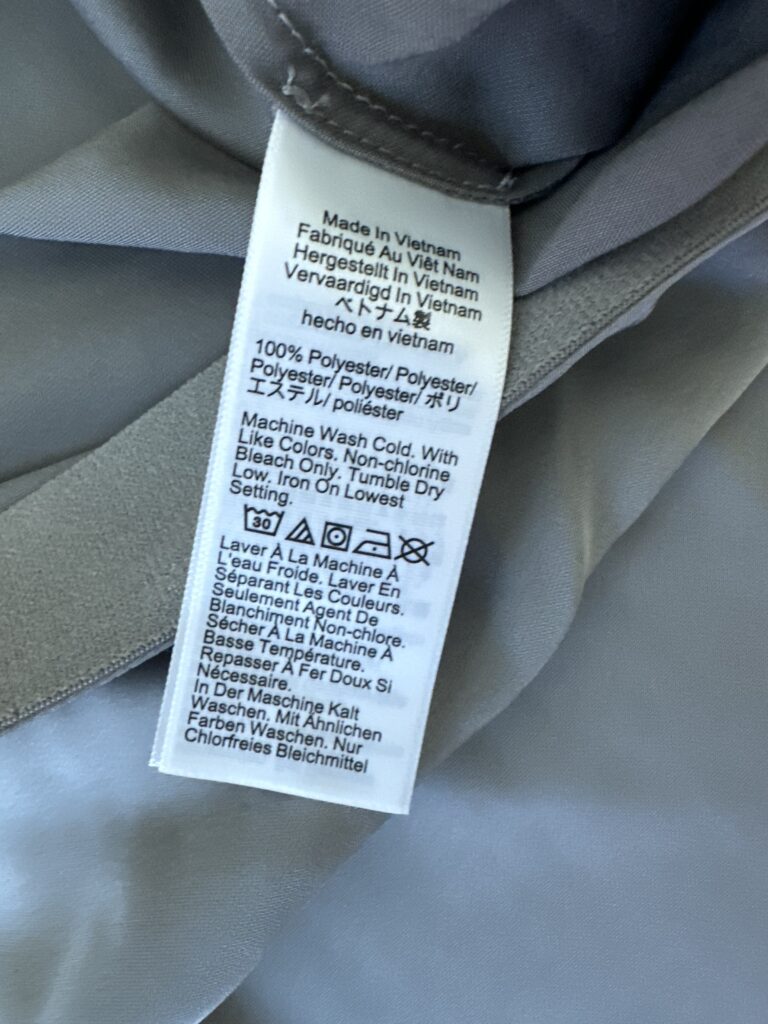 Made In Vietnam
Fabriqué Au Viêt Nam
Hergestellt In Vietnam
Vervaardigd In Vietnam
ベトナム製
hecho en vietnam
100% Polyester/ Polyester/
Polyester/ Polyester/ ポリ
エステル/ poliéster
Machine Wash Cold. With
Like Colors. Non-chlorine
Bleach Only. Tumble Dry
Low. Iron On Lowest
Setting.
30
Laver À La Machine À
L'eau Froide. Laver En
Séparant Les Couleurs.
Seulement Agent De
Blanchiment Non-chlore.
Sécher À La Machine À
Basse Température.
Repasser À Fer Doux Si
Nécessaire.
In Der Maschine Kalt
Waschen. Mit Ähnlichen
Farben Waschen. Nur
Chlorfreies Bleichmittel